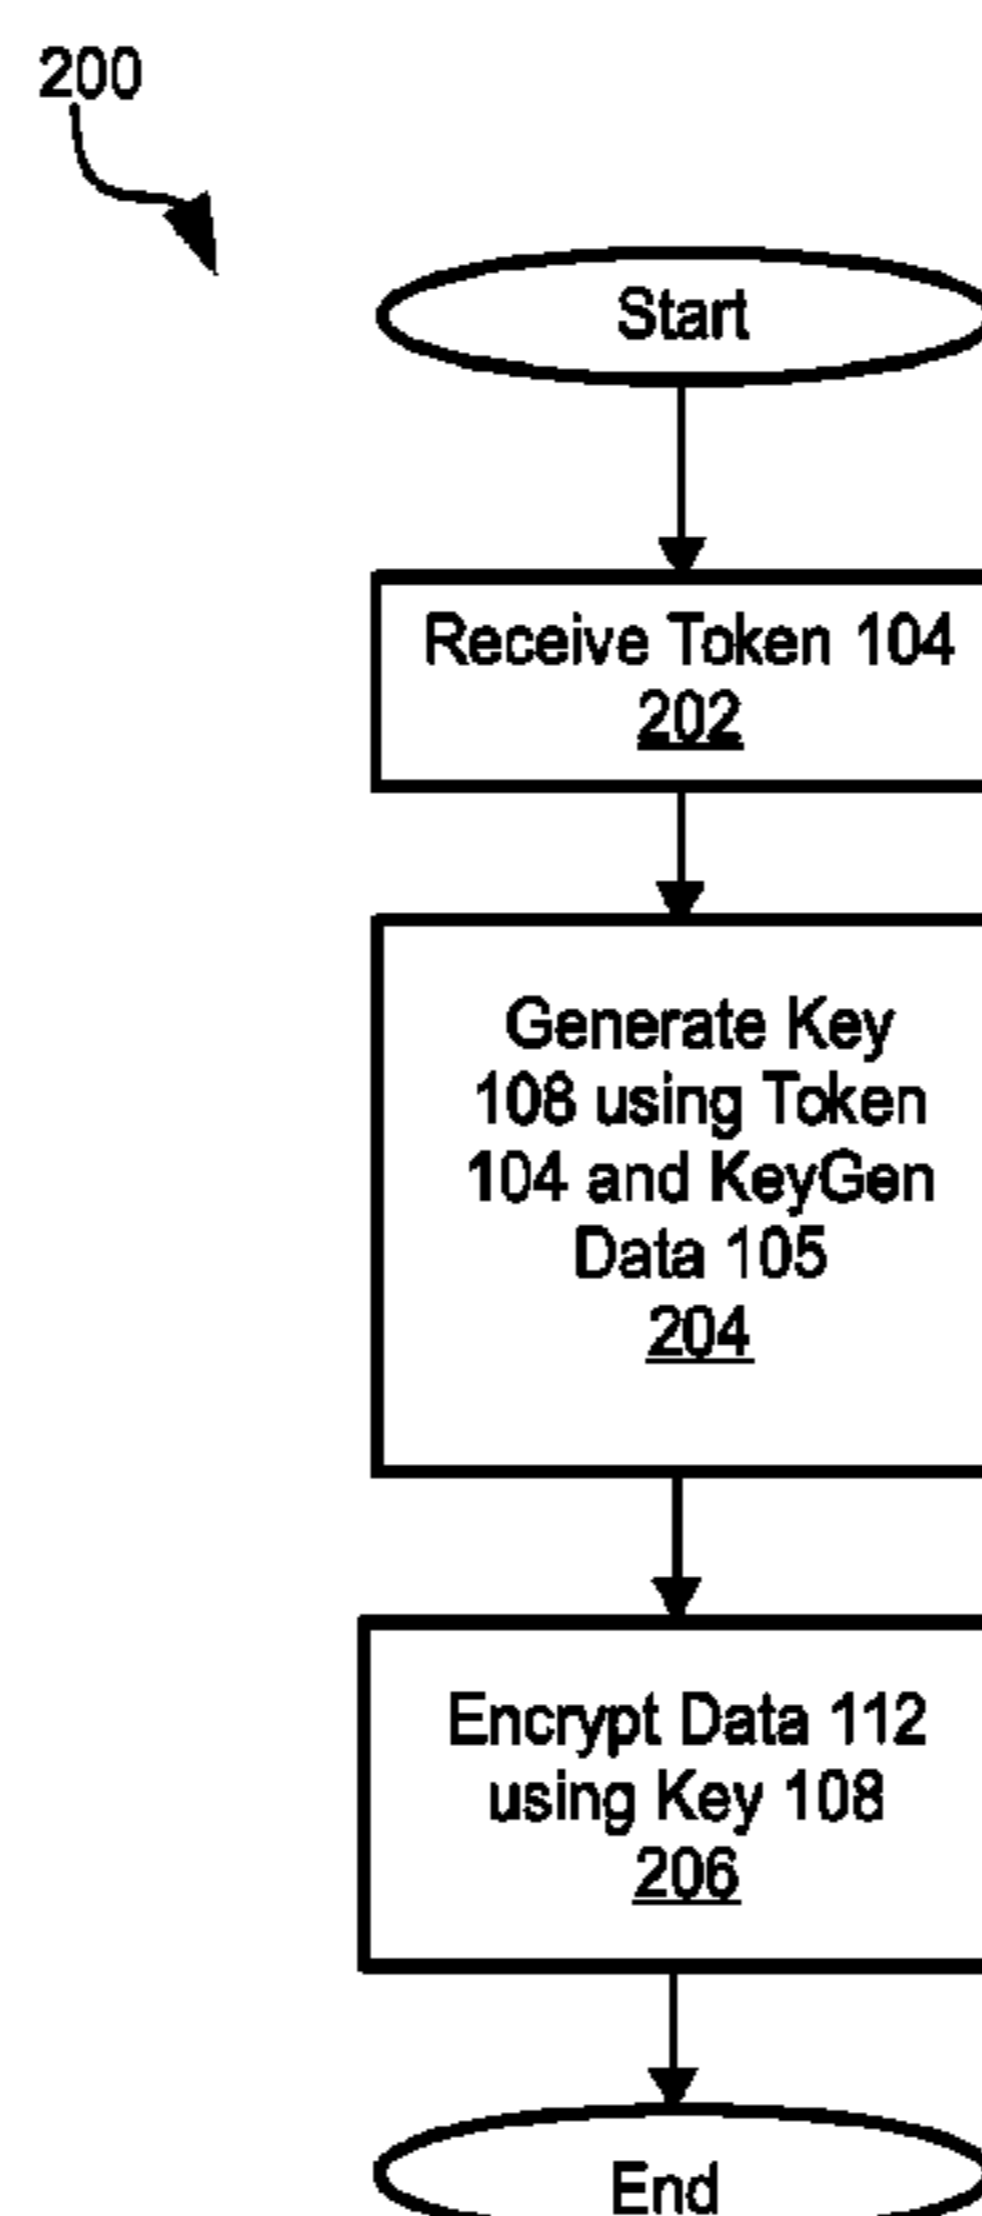 200
Start
Receive Token 104
202
Generate Key
108 using Token
104 and KeyGen
Data 105
204
Encrypt Data 112
using Key 108
206
End